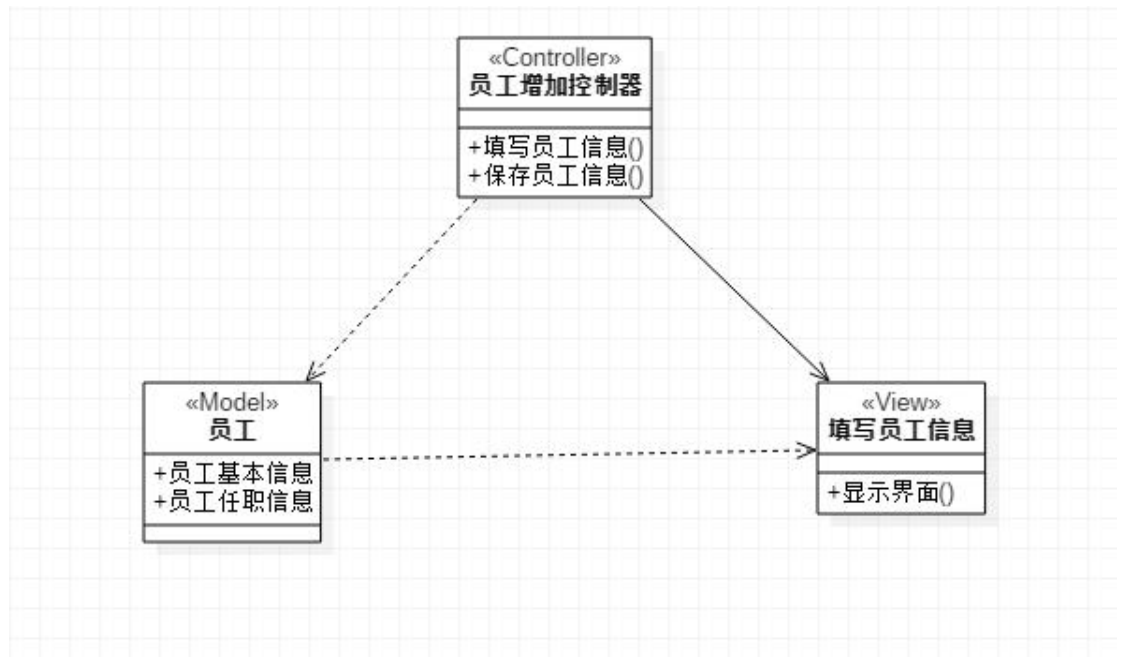 «Controller»
员工增加控制器
+填写员工信息()
+保存员工信息()
«Model»
员工
+员工基本信息
+员工任职信息
«View»
填写员工信息
+显示界面()